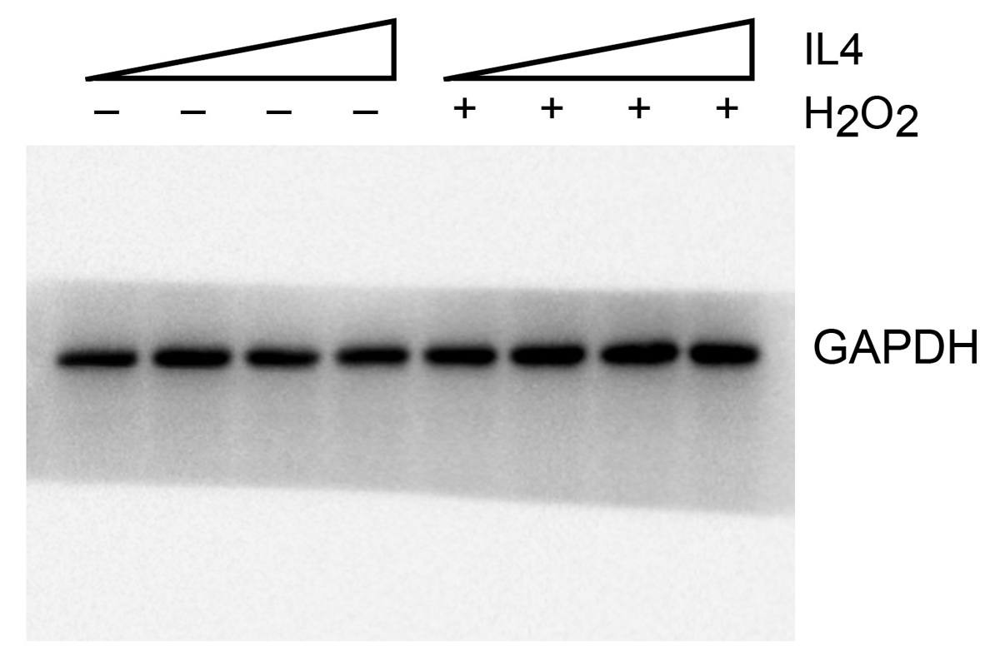 IL4
– – – – + + + + H₂O₂
GAPDH